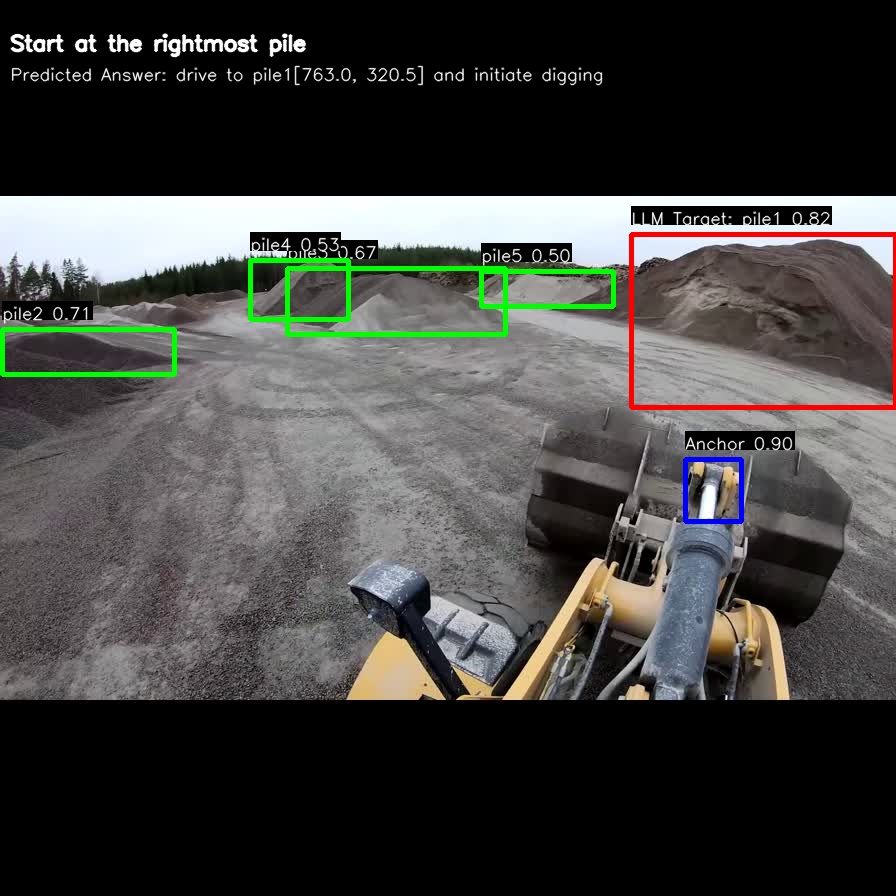 Start at the rightmost pile
Predicted Answer: drive to pile1[763.0, 320.5] and initiate digging
LLM Target: pile1 0.82
pile4 0.53
pile3 0.67
pile5 0.50
pile2 0.71
Anchor 0.90